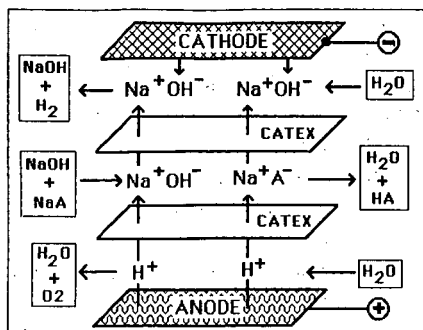 CATHODE
−
NaOH
+
H2
Na+OH− Na+OH−
H2O
CATEX
NaOH
+
NaA
Na+OH− Na+A−
H2O
+
HA
CATEX
H2O
+
O2
H+ H+
H2O
ANODE
+